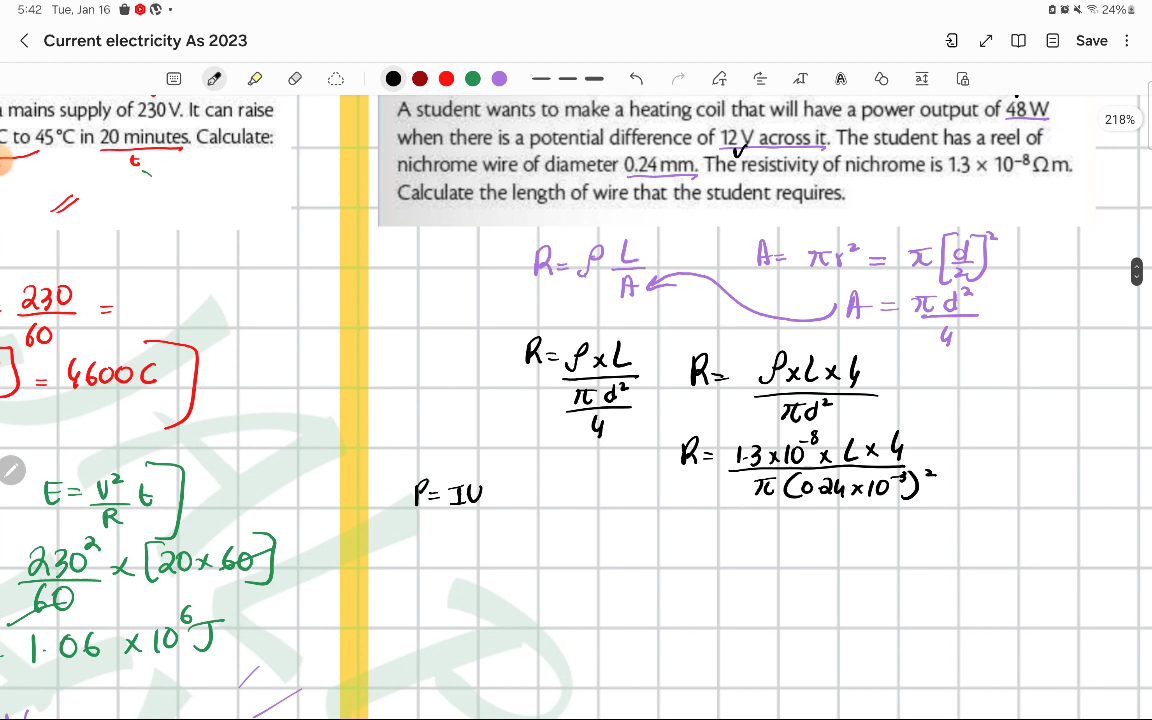 5:42 Tue, Jan 16
24%
Current electricity As 2023
Save
218%
mains supply of 230 V. It can raise
C to 45 °C in 20 minutes. Calculate:
t
230
60
=
= 4600 C
E = V²/R t
230²/60 × [20 × 60]
1.06 × 10⁶ J
A student wants to make a heating coil that will have a power output of 48 W
when there is a potential difference of 12 V across it. The student has a reel of
nichrome wire of diameter 0.24 mm. The resistivity of nichrome is 1.3 × 10⁻⁸ Ω m.
Calculate the length of wire that the student requires.
R = ρ L/A
A = πr² = π[d/2]²
A = πd²/4
R = ρ × L / (πd²/4)
R = ρ × L × 4 / πd²
R = 1.3 × 10⁻⁸ × L × 4 / π(0.24 × 10⁻³)²
P = IV